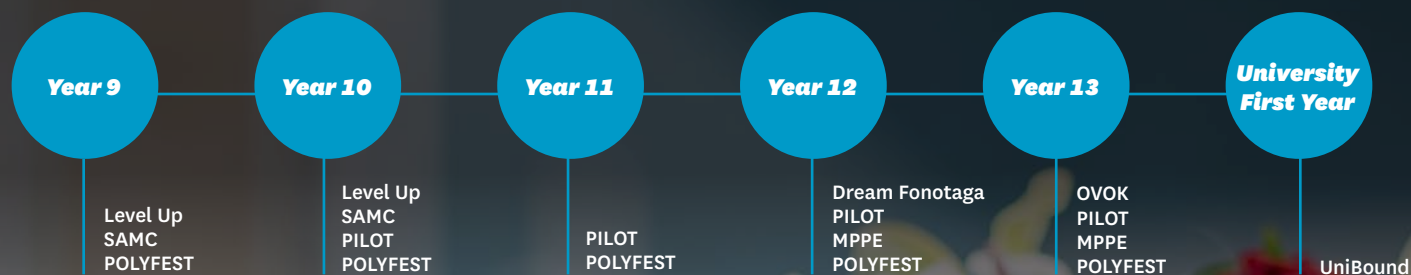 Year 9
Year 10
Year 11
Year 12
Year 13
University
First Year
Level Up
SAMC
POLYFEST
Level Up
SAMC
PILOT
POLYFEST
PILOT
POLYFEST
Dream Fonotaga
PILOT
MPPE
POLYFEST
OVOK
PILOT
MPPE
POLYFEST
UniBound